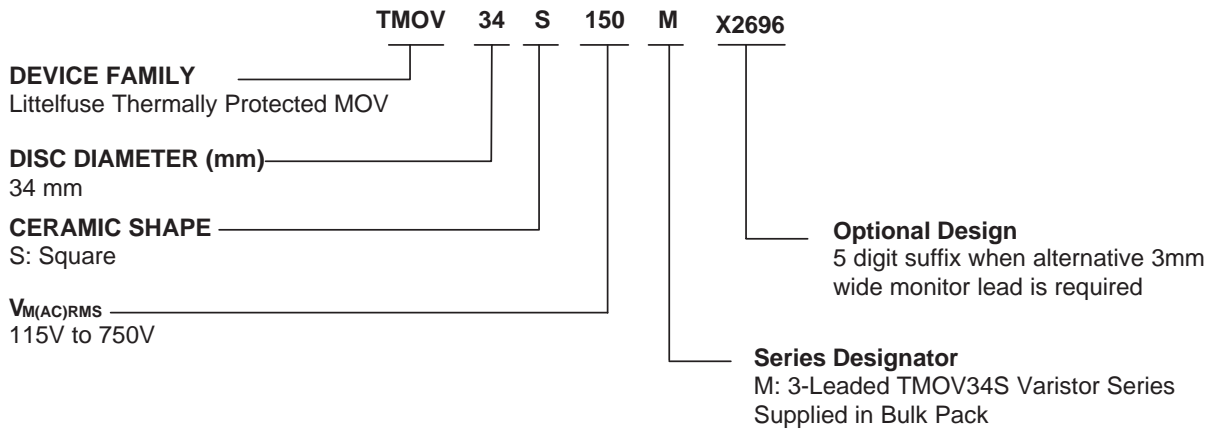 TMOV 34 S 150 M X2696
DEVICE FAMILY
Littelfuse Thermally Protected MOV
DISC DIAMETER (mm)
34 mm
CERAMIC SHAPE
S: Square
VM(AC)RMS
115V to 750V
Optional Design
5 digit suffix when alternative 3mm
wide monitor lead is required
Series Designator
M: 3-Leaded TMOV34S Varistor Series
Supplied in Bulk Pack